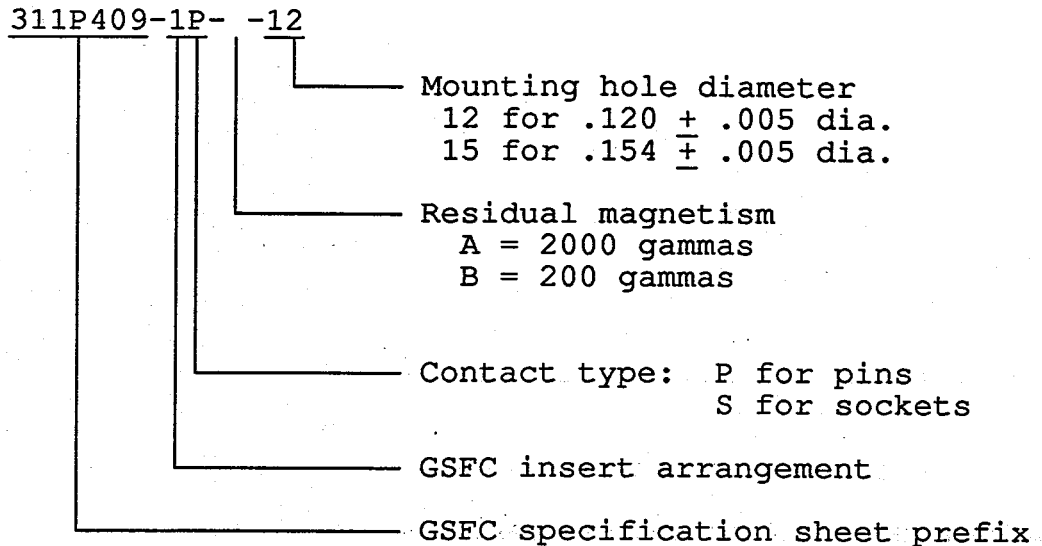 311P409-1P- -12
Mounting hole diameter
12 for .120 ± .005 dia.
15 for .154 ± .005 dia.
Residual magnetism
A = 2000 gammas
B = 200 gammas
Contact type: P for pins
S for sockets
GSFC insert arrangement
GSFC specification sheet prefix